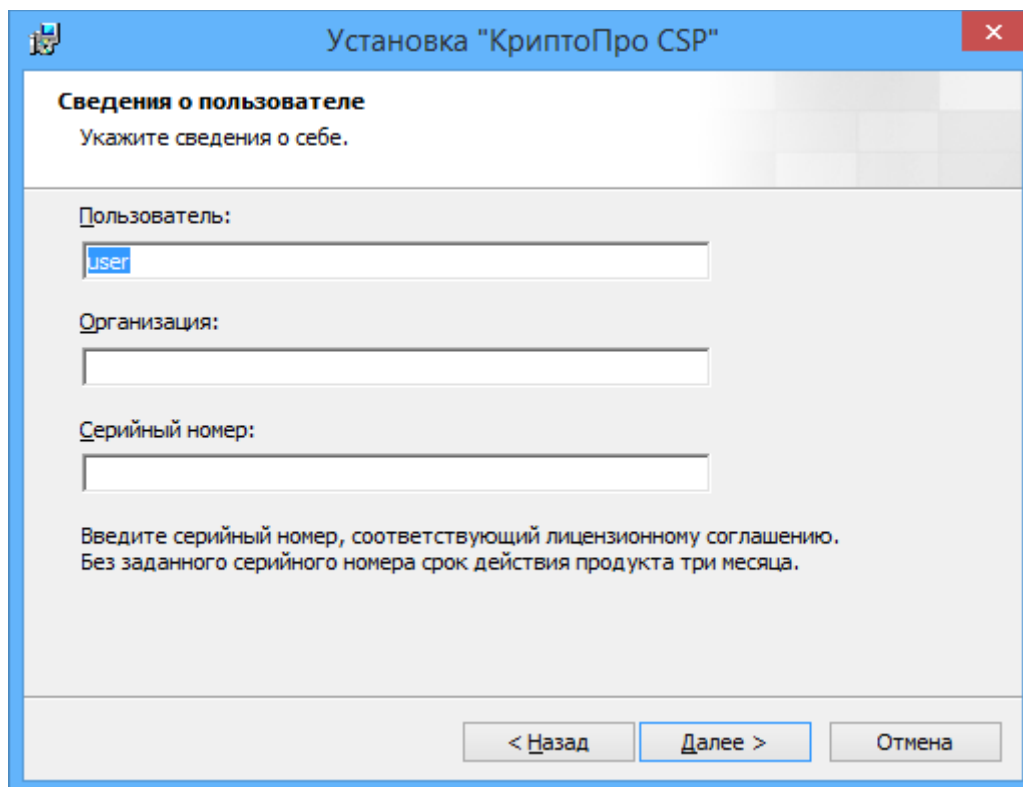 Установка "КриптоПро CSP"
Сведения о пользователе
Укажите сведения о себе.
Пользователь:
user
Организация:
Серийный номер:
Введите серийный номер, соответствующий лицензионному соглашению.
Без заданного серийного номера срок действия продукта три месяца.
< Назад
Далее >
Отмена